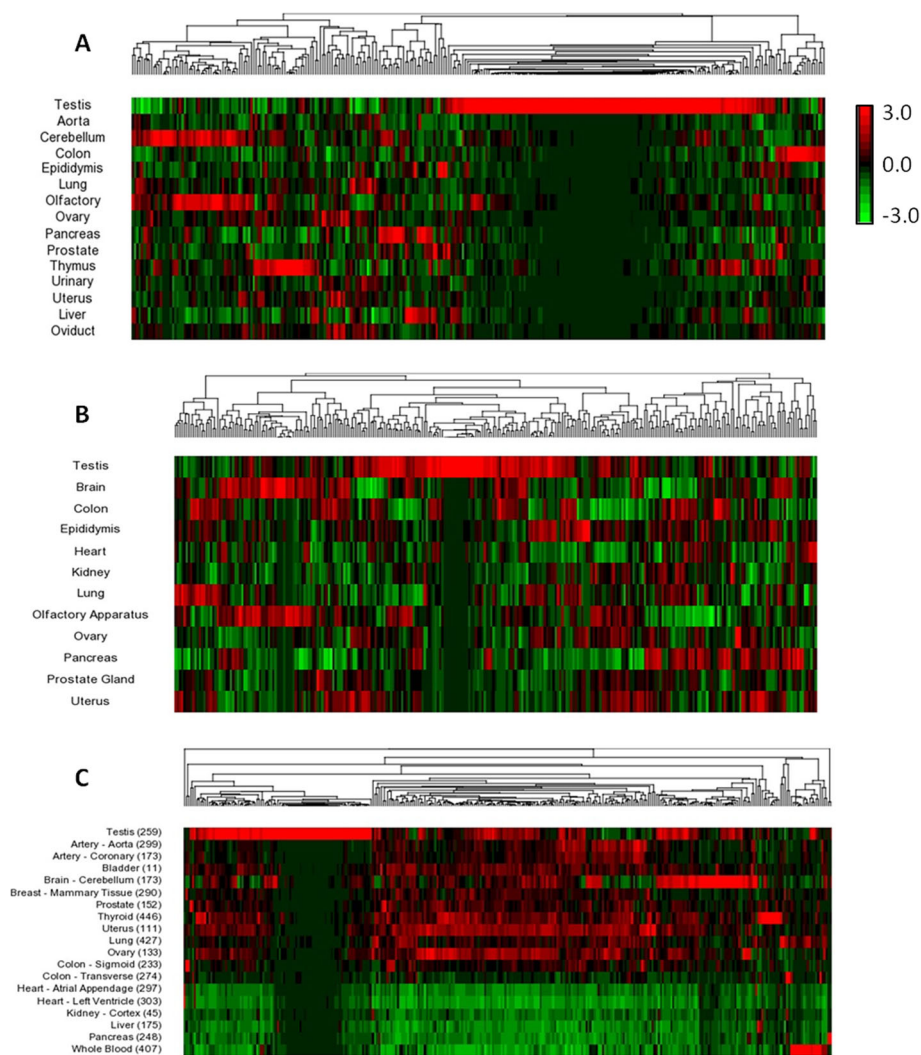 A
Testis
Aorta
Cerebellum
Colon
Epididymis
Lung
Olfactory
Ovary
Pancreas
Prostate
Thymus
Urinary
Uterus
Liver
Oviduct
3.0
0.0
-3.0
B
Testis
Brain
Colon
Epididymis
Heart
Kidney
Lung
Olfactory Apparatus
Ovary
Pancreas
Prostate Gland
Uterus
C
Testis (259)
Artery - Aorta (299)
Artery - Coronary (173)
Bladder (11)
Brain - Cerebellum (173)
Breast - Mammary Tissue (290)
Prostate (152)
Thyroid (446)
Uterus (111)
Lung (427)
Ovary (133)
Colon - Sigmoid (233)
Colon - Transverse (274)
Heart - Atrial Appendage (297)
Heart - Left Ventricle (303)
Kidney - Cortex (45)
Liver (175)
Pancreas (248)
Whole Blood (407)